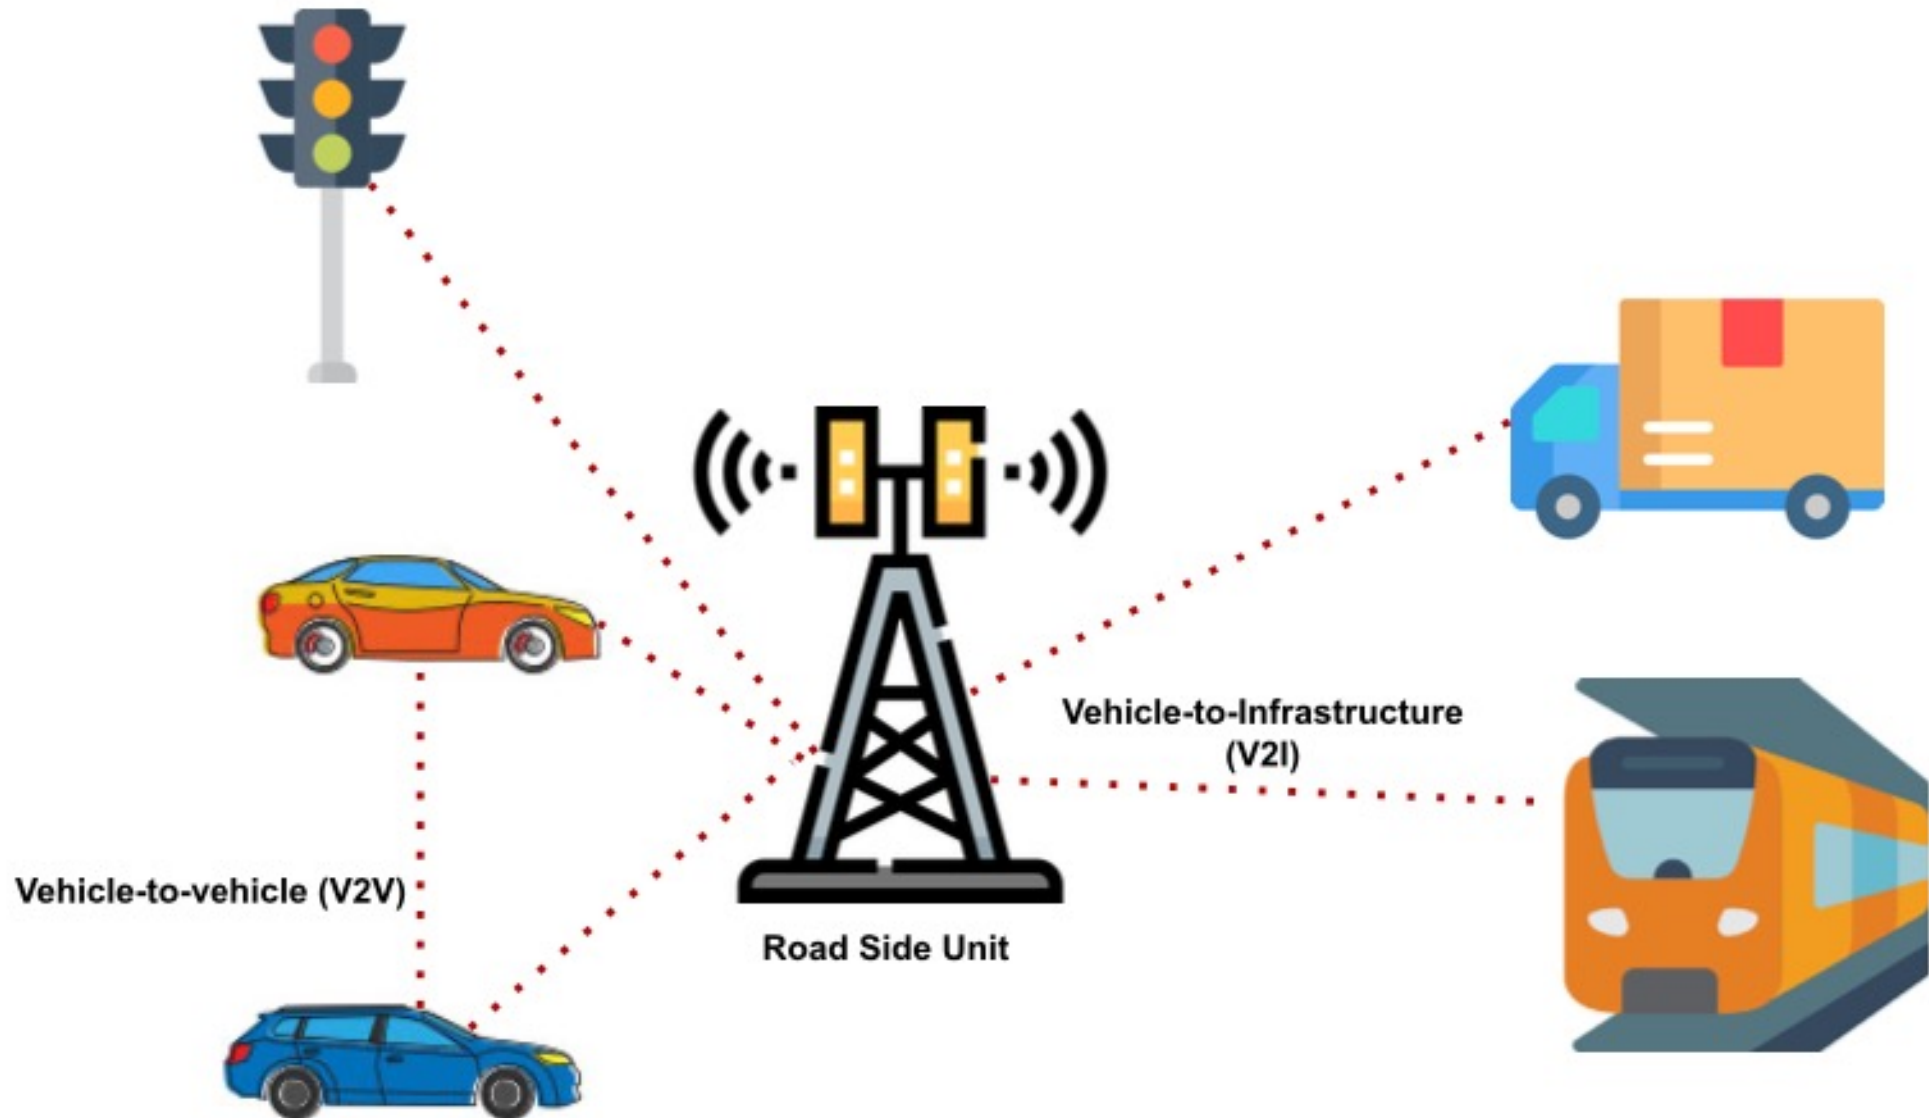 Vehicle-to-Infrastructure
(V2I)
Vehicle-to-vehicle (V2V)
Road Side Unit